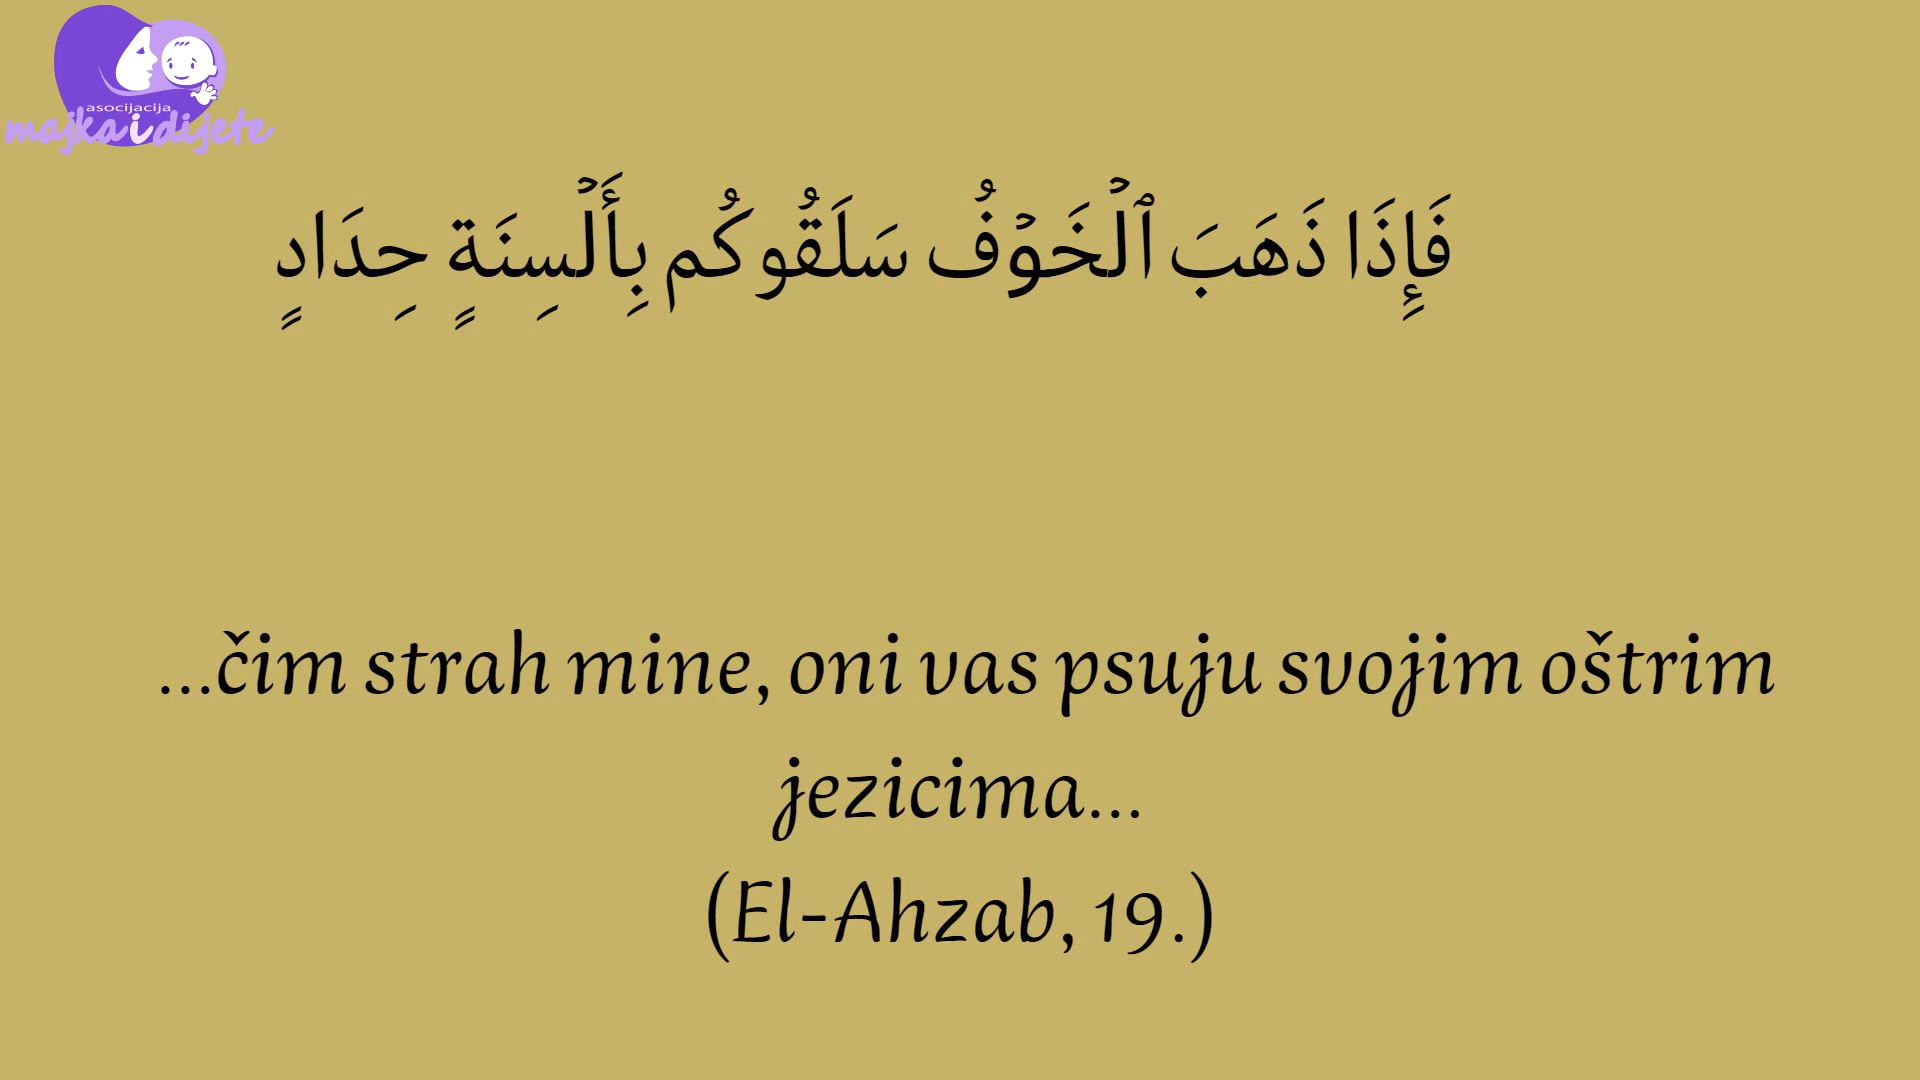 asocijacija
majka i dijete
فَإِذَا ذَهَبَ ٱلْخَوْفُ سَلَقُوكُم بِأَلْسِنَةٍ حِدَادٍ
...čim strah mine, oni vas psuju svojim oštrim
jezicima...
(El-Ahzab, 19.)